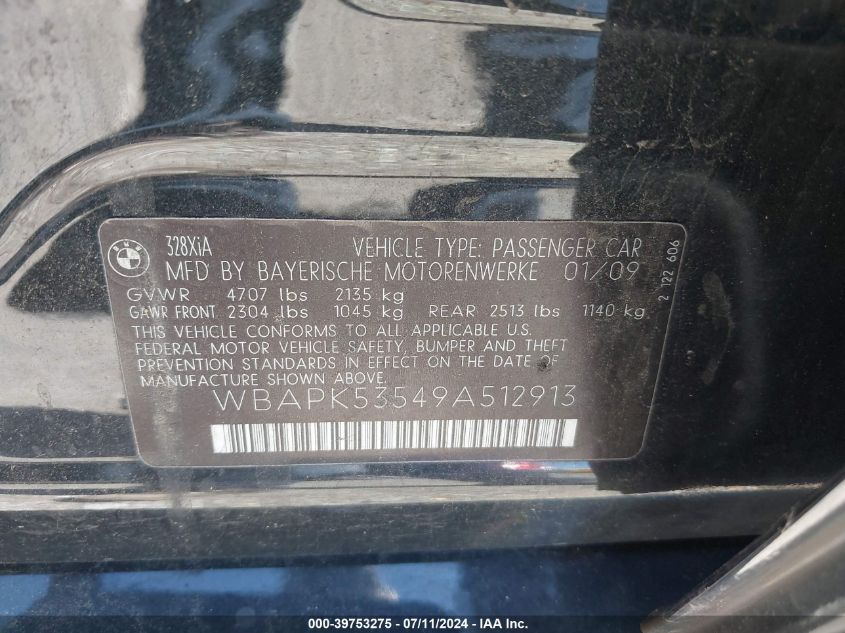 BMW
328XiA VEHICLE TYPE: PASSENGER CAR
MFD BY BAYERISCHE MOTORENWERKE 01/09
GVWR 4707 lbs 2135 kg
GAWR FRONT 2304 lbs 1045 kg REAR 2513 lbs 1140 kg
THIS VEHICLE CONFORMS TO ALL APPLICABLE U.S.
FEDERAL MOTOR VEHICLE SAFETY, BUMPER AND THEFT
PREVENTION STANDARDS IN EFFECT ON THE DATE OF
MANUFACTURE SHOWN ABOVE.
WBAPK53549A512913
2 122 606
000-39753275 - 07/11/2024 - IAA Inc.